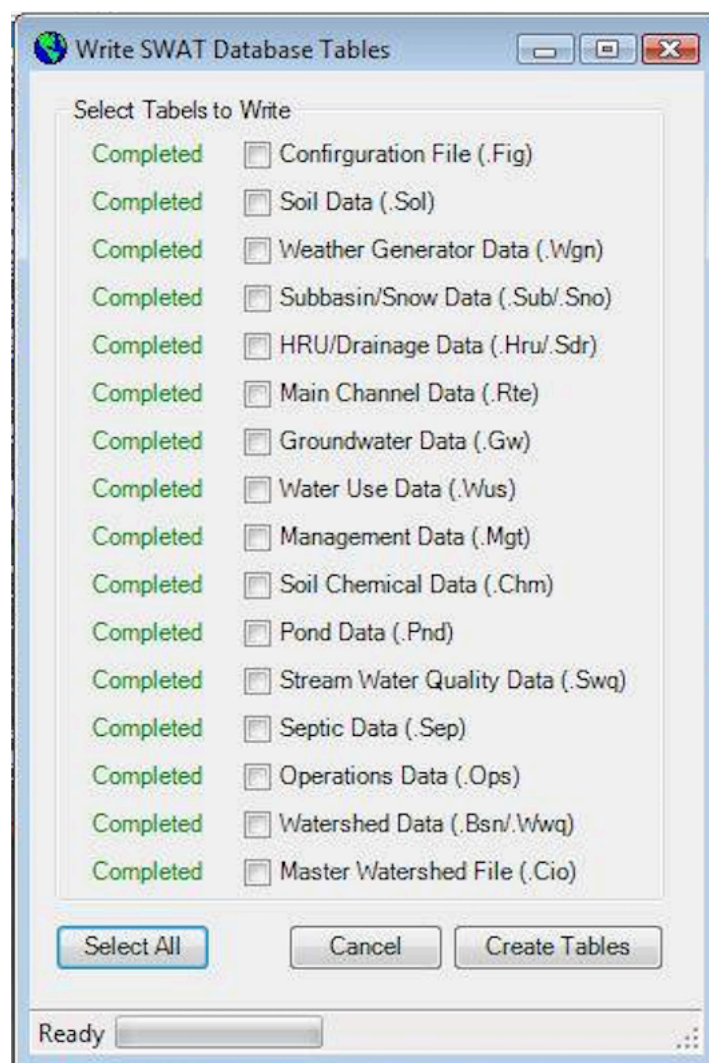 Write SWAT Database Tables
Select Tabels to Write
Completed Confirguration File (.Fig)
Completed Soil Data (.Sol)
Completed Weather Generator Data (.Wgn)
Completed Subbasin/Snow Data (.Sub/.Sno)
Completed HRU/Drainage Data (.Hru/.Sdr)
Completed Main Channel Data (.Rte)
Completed Groundwater Data (.Gw)
Completed Water Use Data (.Wus)
Completed Management Data (.Mgt)
Completed Soil Chemical Data (.Chm)
Completed Pond Data (.Pnd)
Completed Stream Water Quality Data (.Swq)
Completed Septic Data (.Sep)
Completed Operations Data (.Ops)
Completed Watershed Data (.Bsn/.Wwq)
Completed Master Watershed File (.Cio)
Select All Cancel Create Tables
Ready